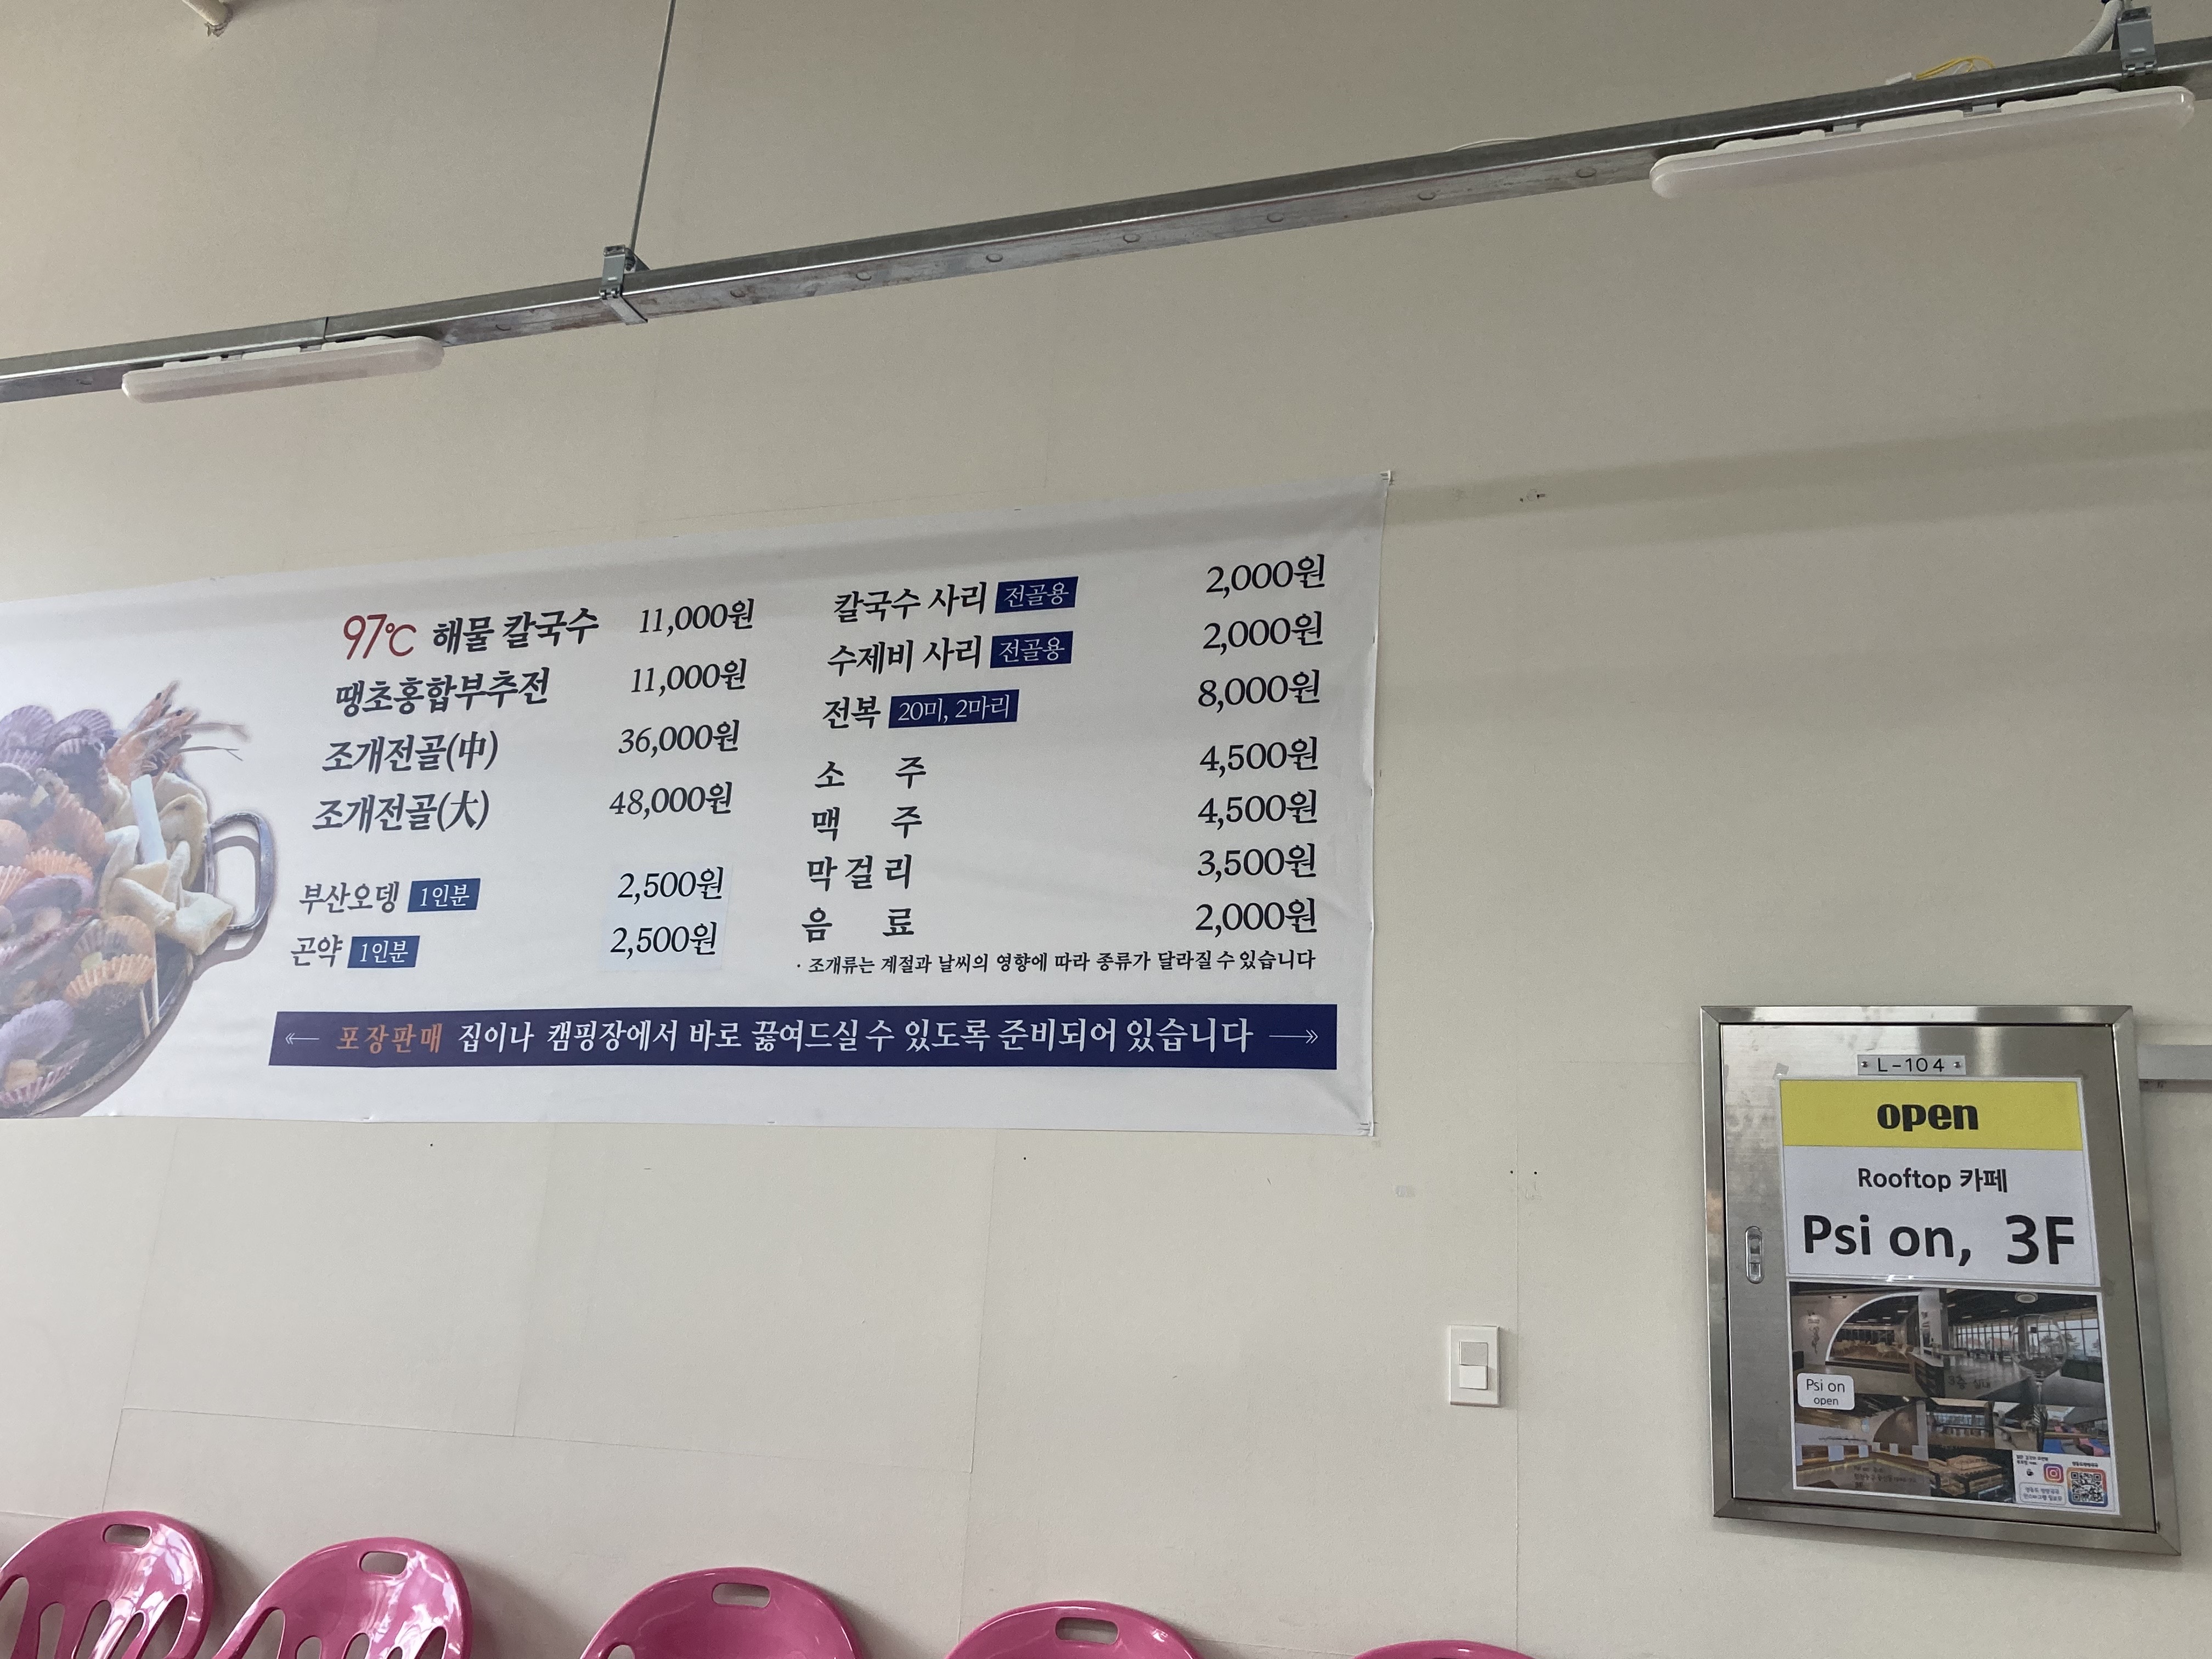 97℃ 해물 칼국수 11,000원
땡초홍합부추전 11,000원
조개전골(中) 36,000원
조개전골(大) 48,000원
부산오뎅 1인분 2,500원
곤약 1인분 2,500원
칼국수 사리 전골용 2,000원
수제비 사리 전골용 2,000원
전복 20미, 2마리 8,000원
소 주 4,500원
맥 주 4,500원
막걸리 3,500원
음 료 2,000원
· 조개류는 계절과 날씨의 영향에 따라 종류가 달라질 수 있습니다
포장판매 집이나 캠핑장에서 바로 끓여드실 수 있도록 준비되어 있습니다
L-104
open
Rooftop 카페
Psi on, 3F
3층 실내
Psi on
open